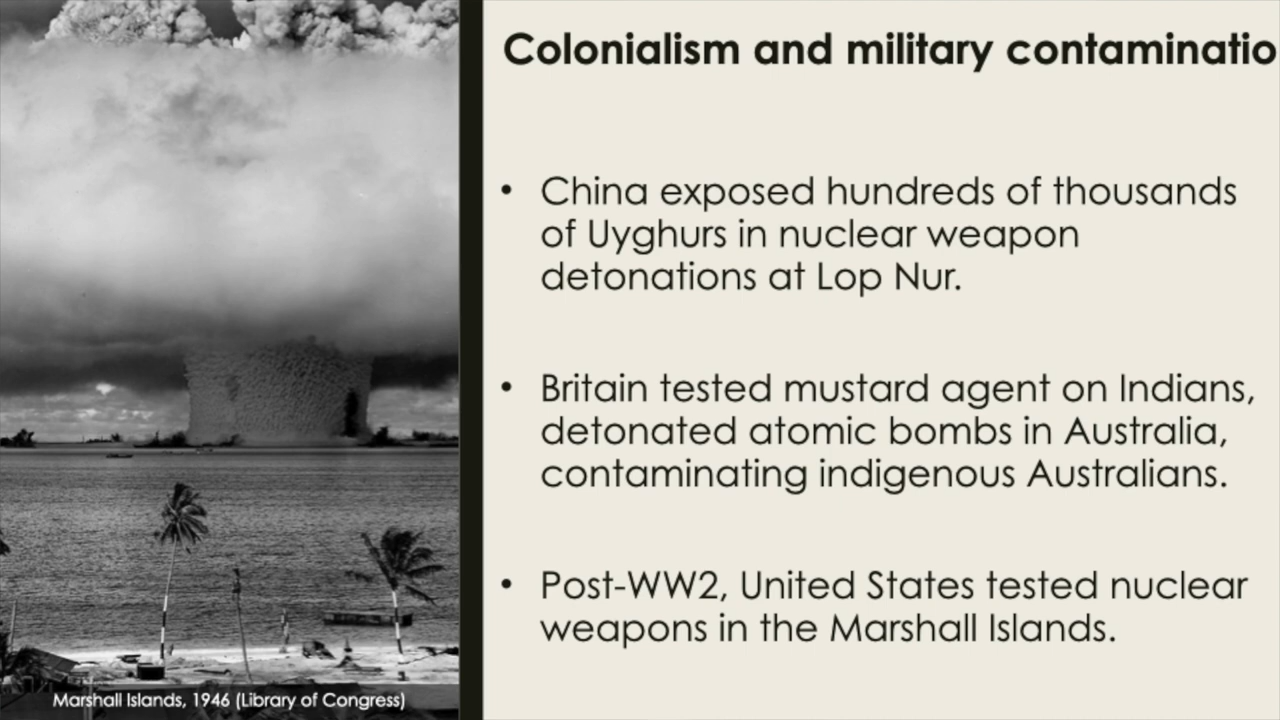 Colonialism and military contaminatio
• China exposed hundreds of thousands
of Uyghurs in nuclear weapon
detonations at Lop Nur.
• Britain tested mustard agent on Indians,
detonated atomic bombs in Australia,
contaminating indigenous Australians.
• Post-WW2, United States tested nuclear
weapons in the Marshall Islands.
Marshall Islands, 1946 (Library of Congress)